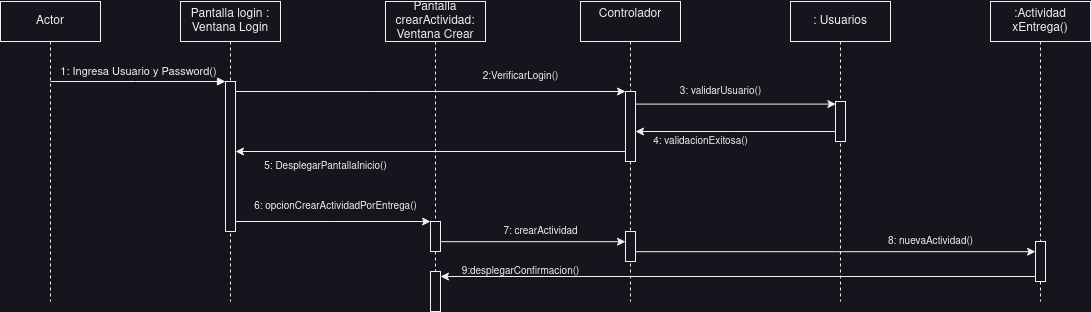 Actor
Pantalla login :
Ventana Login
Pantalla
crearActividad:
Ventana Crear
Controlador
: Usuarios
:Actividad
xEntrega()
1: Ingresa Usuario y Password()
2:VerificarLogin()
3: validarUsuario()
4: validacionExitosa()
5: DesplegarPantallaInicio()
6: opcionCrearActividadPorEntrega()
7: crearActividad
8: nuevaActividad()
9:desplegarConfirmacion()